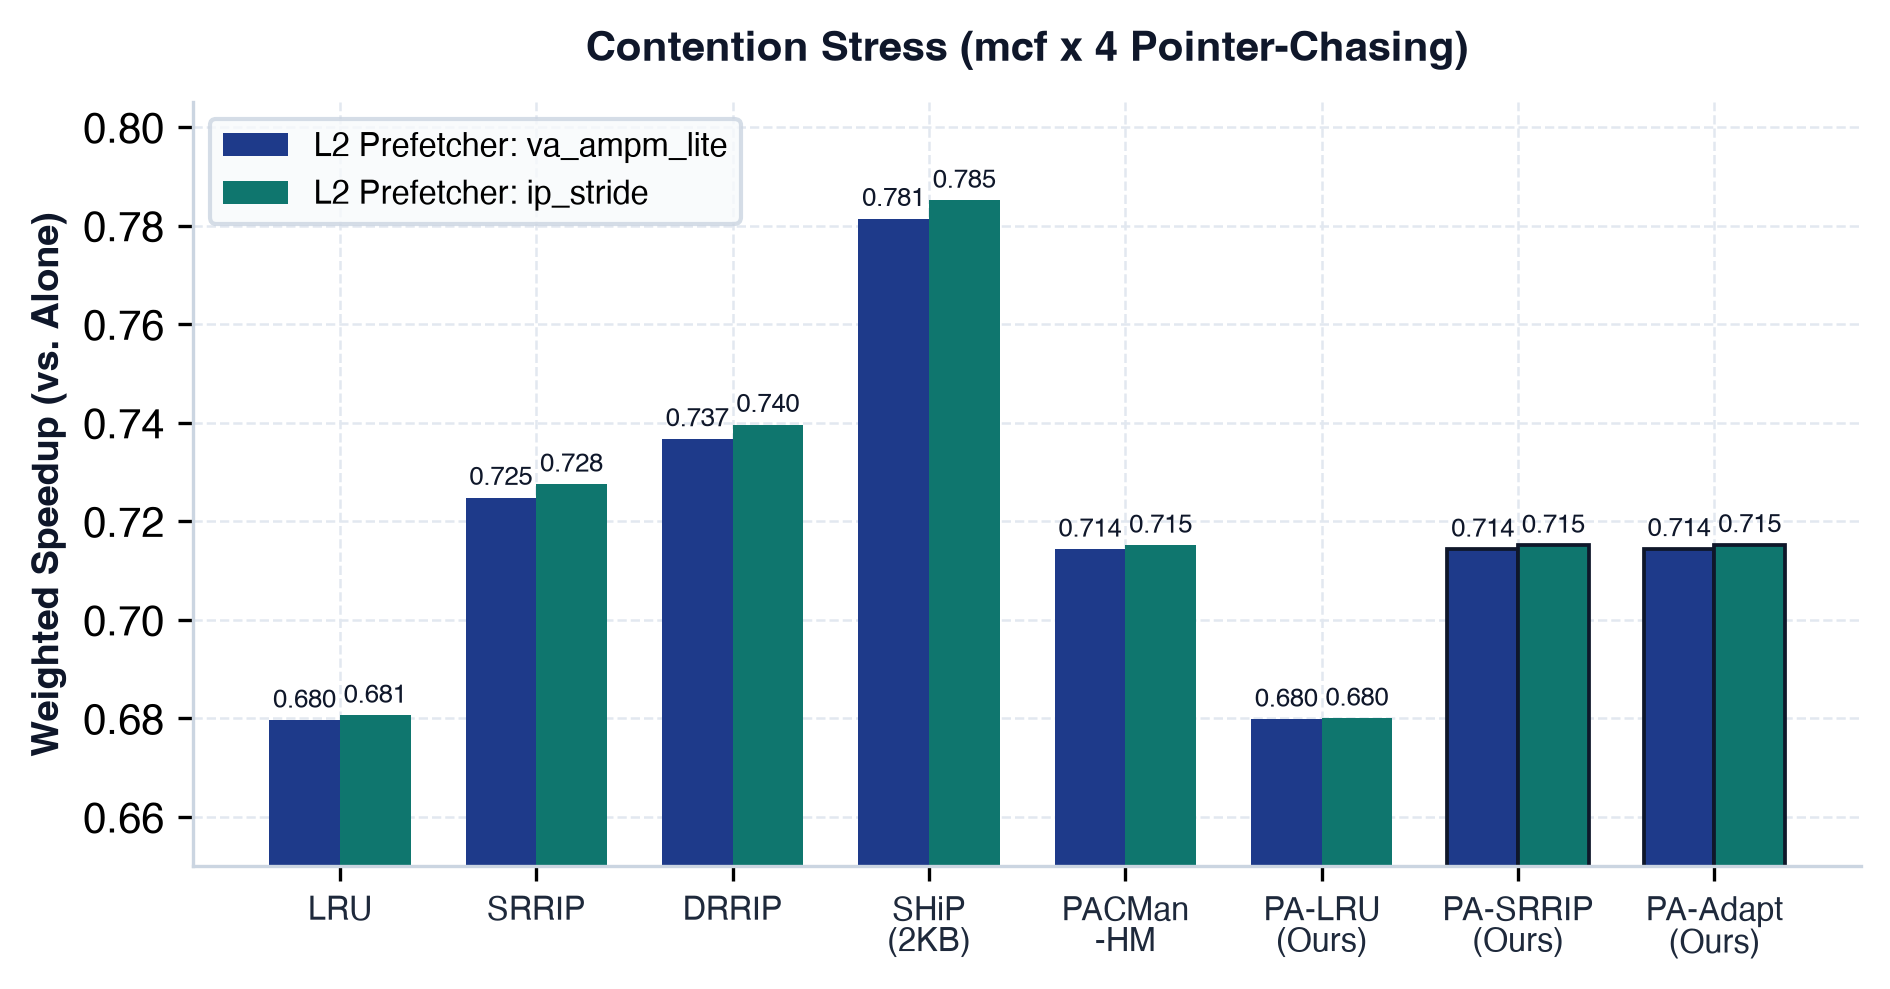 Contention Stress (mcf x 4 Pointer-Chasing)
Weighted Speedup (vs. Alone)
0.80
0.78
0.76
0.74
0.72
0.70
0.68
0.66
L2 Prefetcher: va_ampm_lite
L2 Prefetcher: ip_stride
0.680 0.681
0.725 0.728
0.737 0.740
0.781 0.785
0.714 0.715
0.680 0.680
0.714 0.715
0.714 0.715
LRU
SRRIP
DRRIP
SHiP
(2KB)
PACMan
-HM
PA-LRU
(Ours)
PA-SRRIP
(Ours)
PA-Adapt
(Ours)